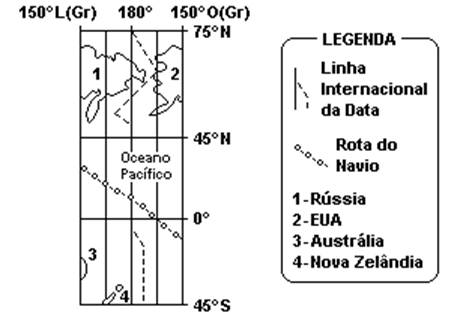 150°L(Gr) 180° 150°O(Gr)
75°N
1
2
45°N
Oceano
Pacífico
0°
3
4
45°S
LEGENDA
Linha
Internacional
da Data
Rota do
Navio
1-Rússia
2-EUA
3-Austrália
4-Nova Zelândia